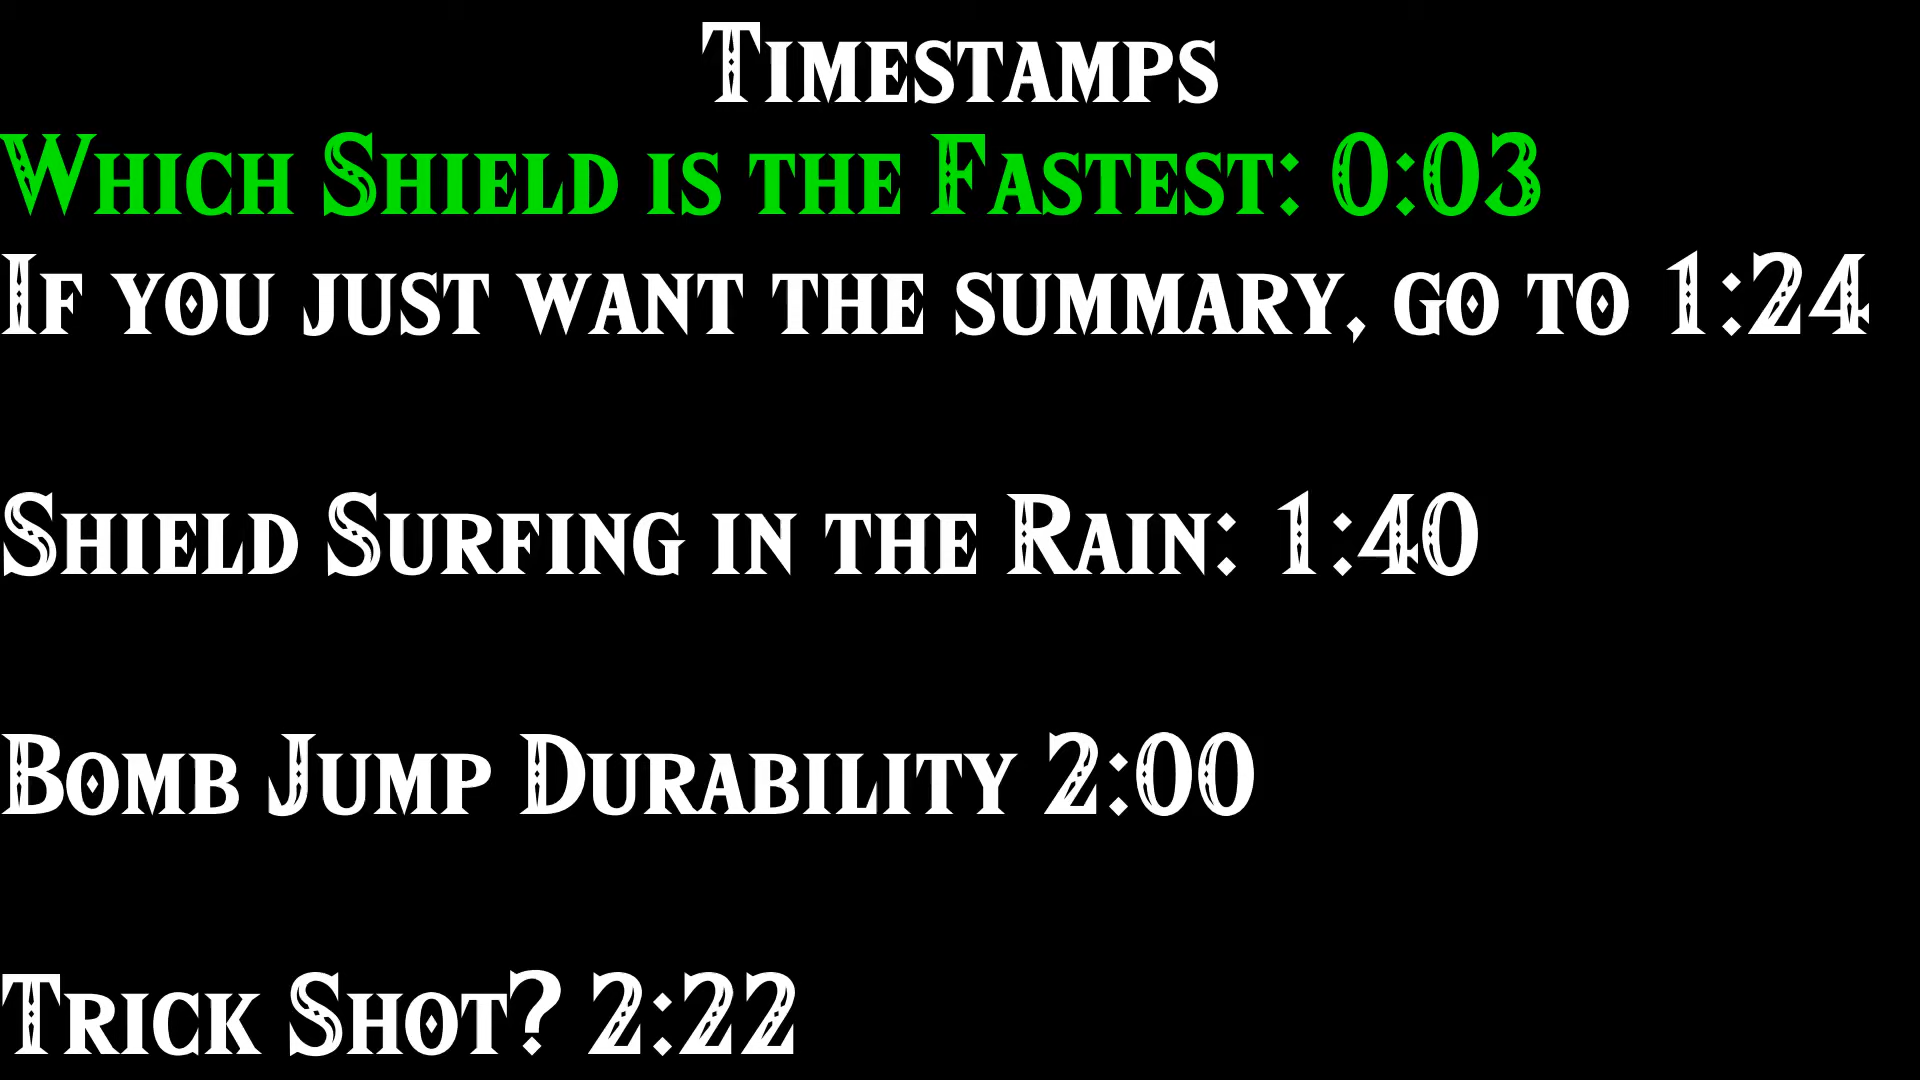 Timestamps
Which Shield is the Fastest: 0:03
If you just want the summary, go to 1:24
Shield Surfing in the Rain: 1:40
Bomb Jump Durability 2:00
Trick Shot? 2:22